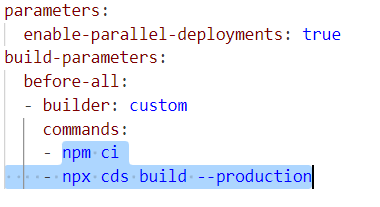 parameters:
  enable-parallel-deployments: true
build-parameters:
  before-all:
  - builder: custom
    commands:
    - npm ci
    - npx cds build --production